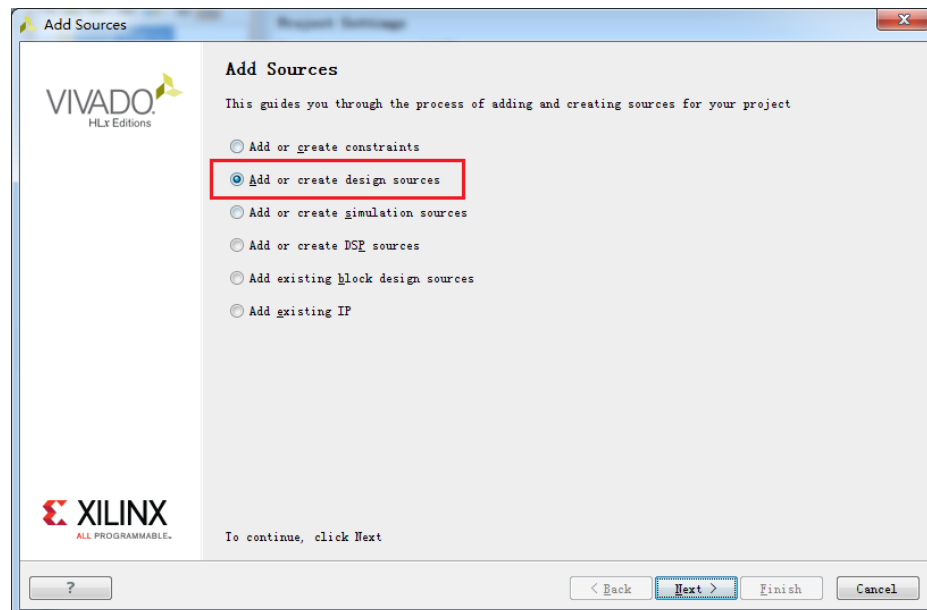 Add Sources
Project Settings
VIVADO.
HLx Editions
Add Sources
This guides you through the process of adding and creating sources for your project
Add or create constraints
Add or create design sources
Add or create simulation sources
Add or create DSP sources
Add existing block design sources
Add existing IP
XILINX
ALL PROGRAMMABLE.
To continue, click Next
?
< Back
Next >
Finish
Cancel